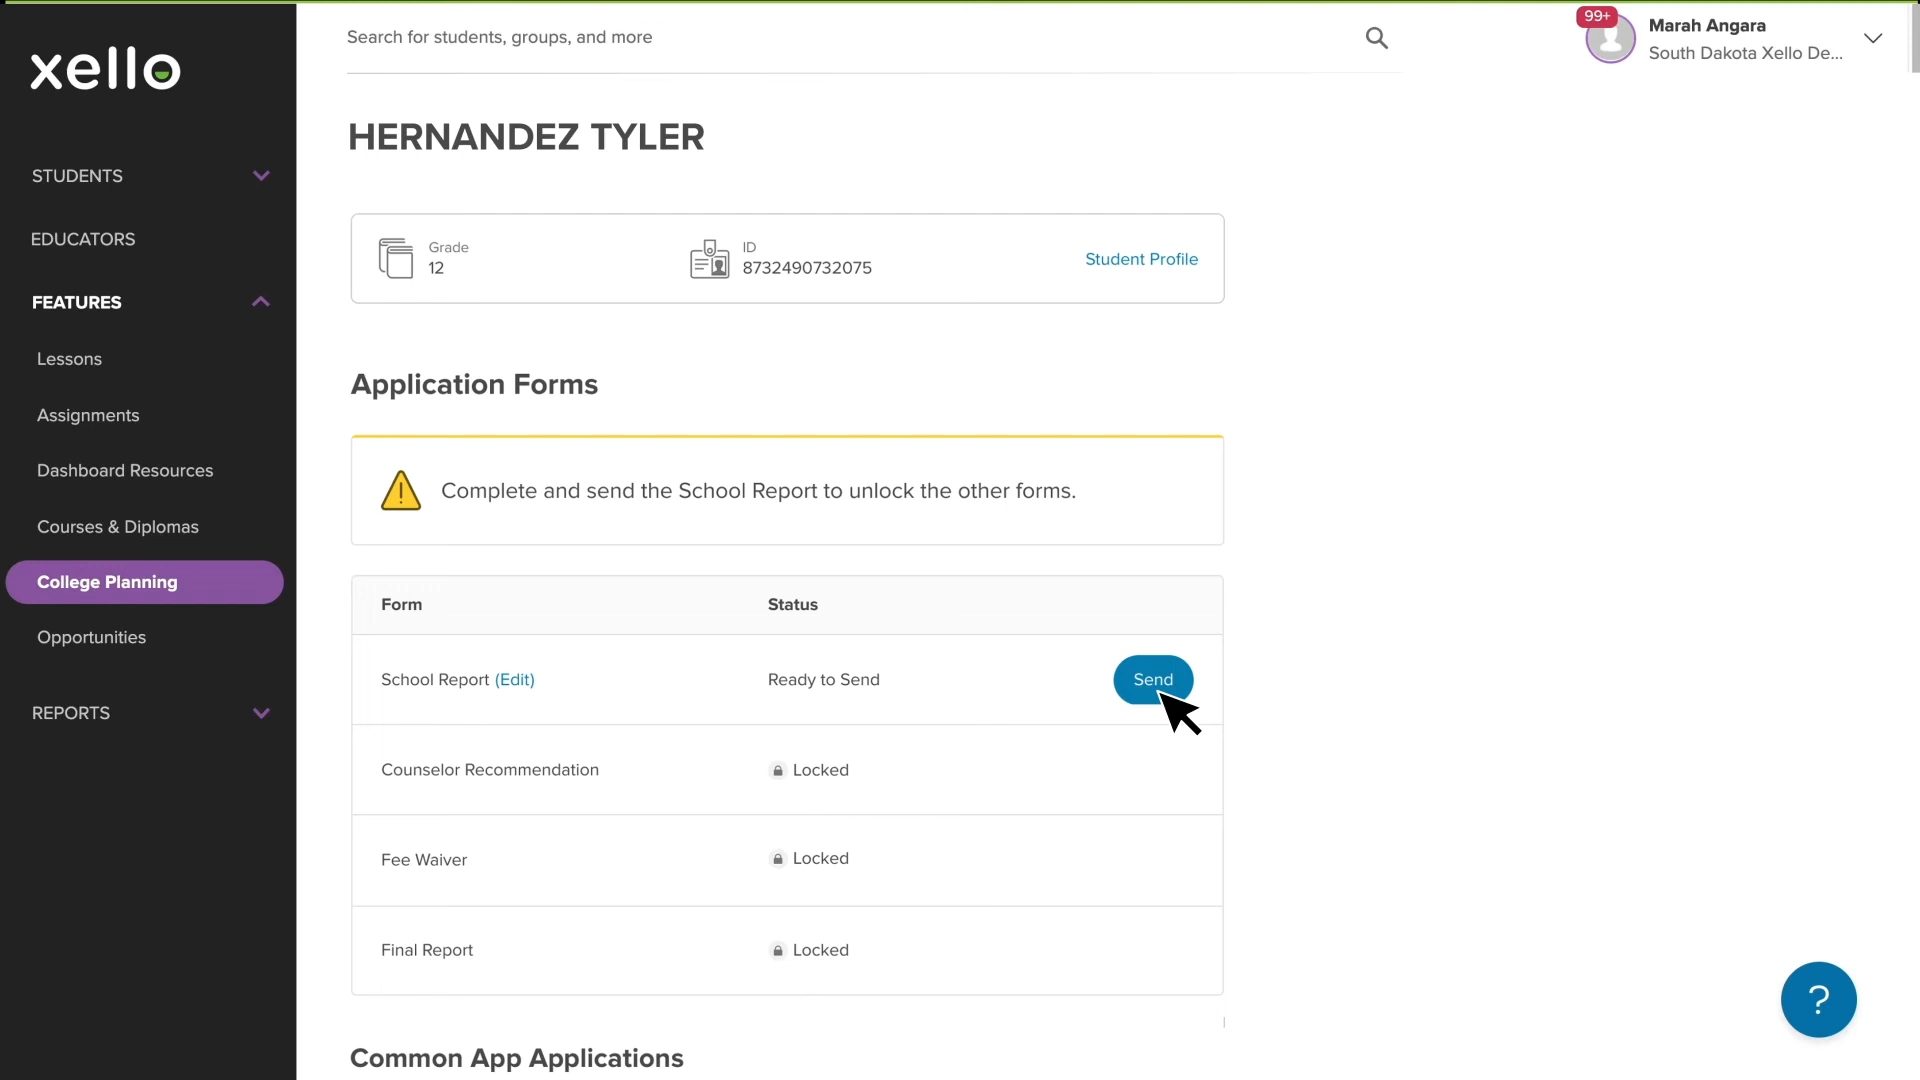 xello
STUDENTS
EDUCATORS
FEATURES
Lessons
Assignments
Dashboard Resources
Courses & Diplomas
College Planning
Opportunities
REPORTS
Search for students, groups, and more
99+
Marah Angara
South Dakota Xello De...
HERNANDEZ TYLER
Grade
12
ID
8732490732075
Student Profile
Application Forms
Complete and send the School Report to unlock the other forms.
Form Status
School Report (Edit) Ready to Send Send
Counselor Recommendation Locked
Fee Waiver Locked
Final Report Locked
?
Common App Applications